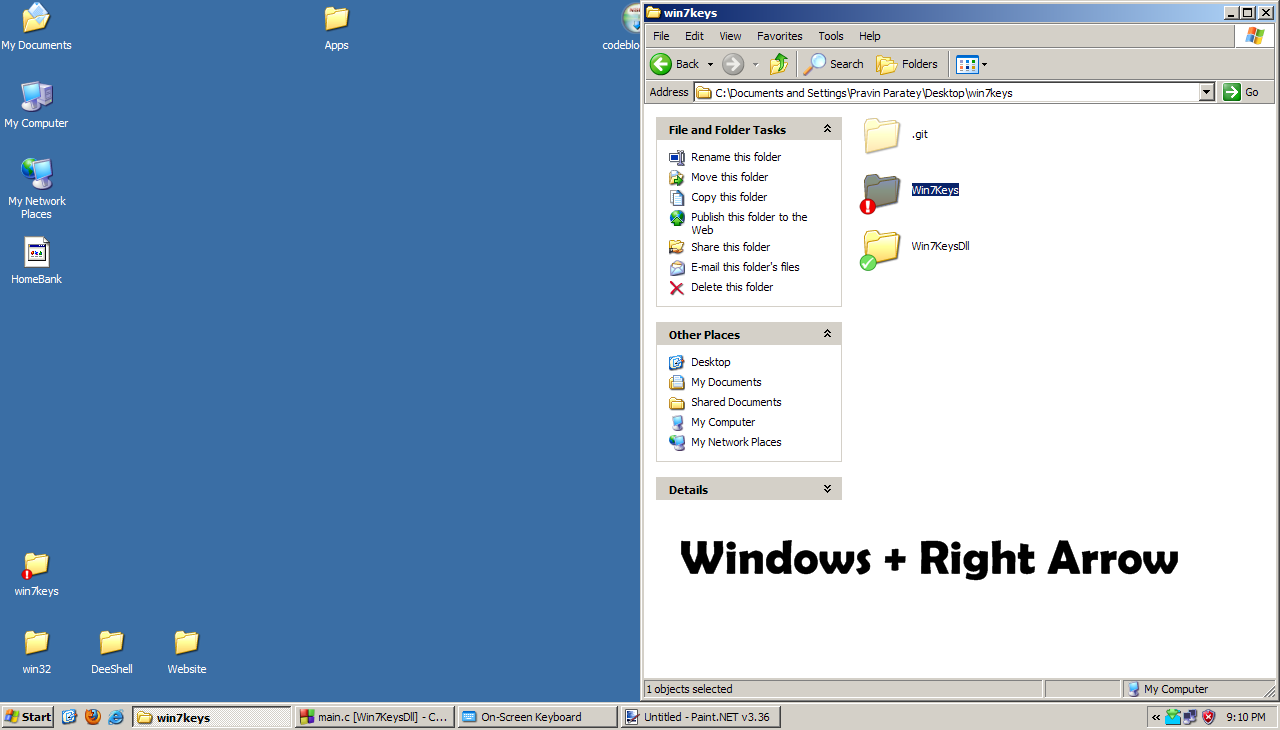 My Documents
Apps
codeblo
My Computer
My Network
Places
HomeBank
win7keys
win32
DeeShell
Website
win7keys
File Edit View Favorites Tools Help
Back Search Folders
Address C:\Documents and Settings\Pravin Paratey\Desktop\win7keys Go
File and Folder Tasks
Rename this folder
Move this folder
Copy this folder
Publish this folder to the
Web
Share this folder
E-mail this folder's files
Delete this folder
Other Places
Desktop
My Documents
Shared Documents
My Computer
My Network Places
Details
.git
Win7Keys
Win7KeysDll
Windows + Right Arrow
1 objects selected My Computer
Start win7keys main.c [Win7KeysDll] - C... On-Screen Keyboard Untitled - Paint.NET v3.36 « 9:10 PM